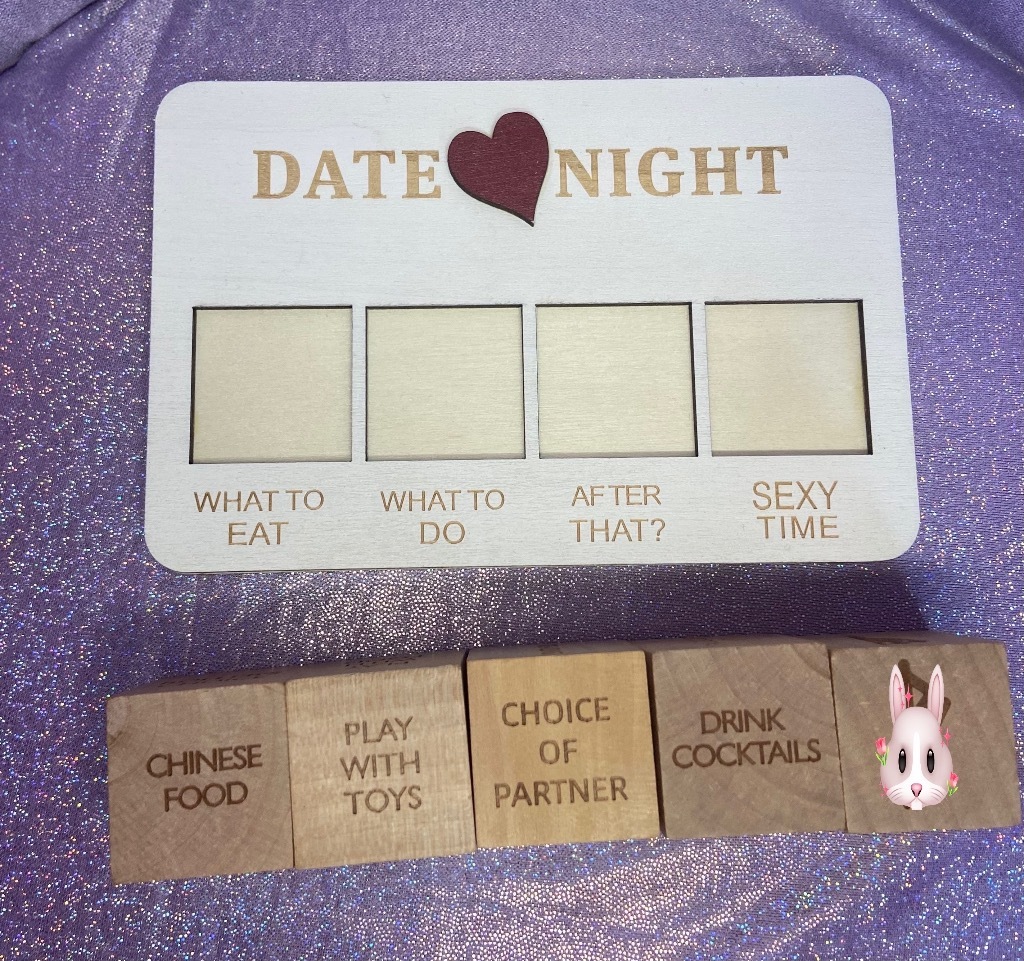 DATE NIGHT
WHAT TO
EAT
WHAT TO
DO
AFTER
THAT?
SEXY
TIME
CHINESE
FOOD
PLAY
WITH
TOYS
CHOICE
OF
PARTNER
DRINK
COCKTAILS